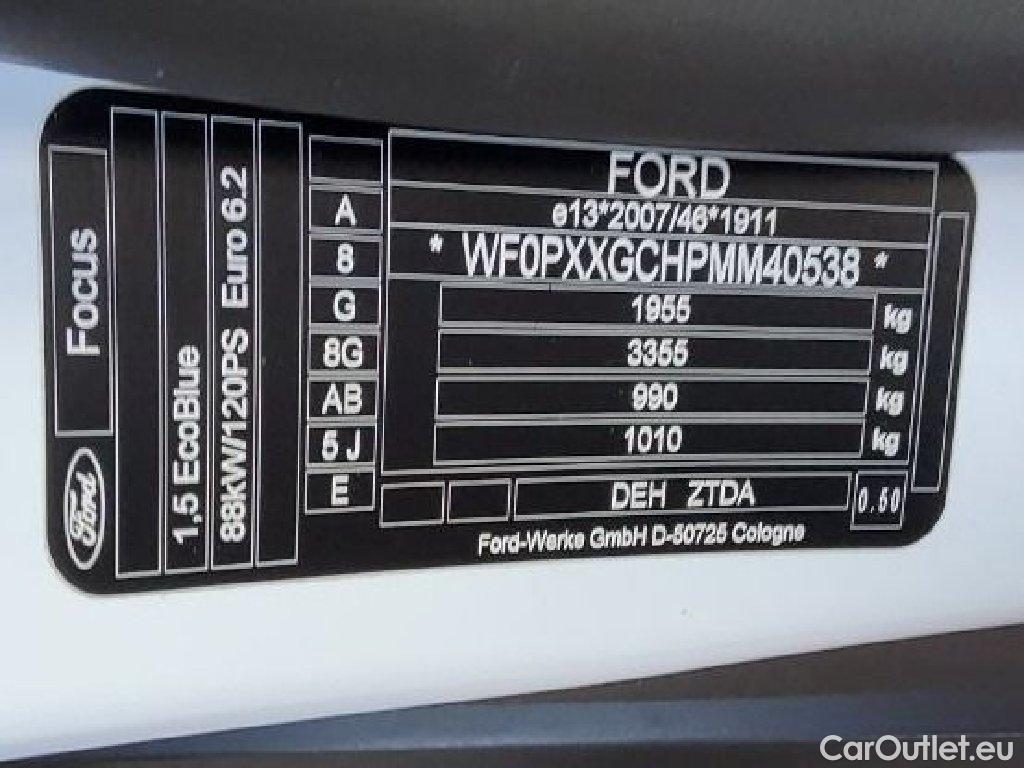 FORD
e13*2007/46*1911
* WF0PXXGCHPMM40538 *
1955 kg
3355 kg
990 kg
1010 kg
DEH ZTDA 0.50
Ford-Werke GmbH D-50725 Cologne
A
8
G
8G
AB
5 J
E
Focus
Ford
1,5 EcoBlue
88kW/120PS Euro 6.2
CarOutlet.eu